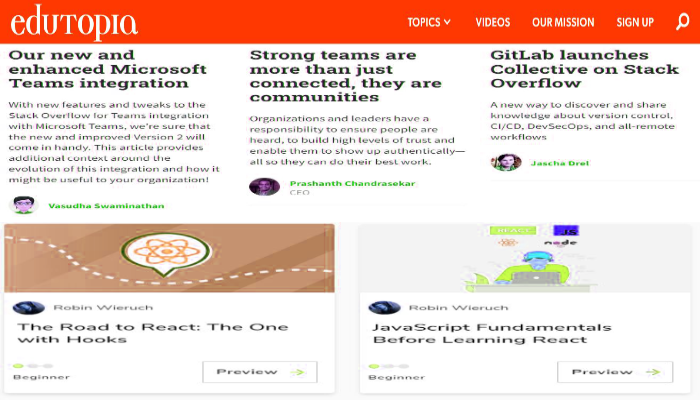 edutopia
TOPICS
VIDEOS
OUR MISSION
SIGN UP
Our new and
enhanced Microsoft
Teams integration
With new features and tweaks to the
Stack Overflow for Teams integration
with Microsoft Teams, we're sure that
the new and improved Version 2 will
come in handy. This article provides
additional context around the
evolution of this integration and how it
might be useful to your organization!
Vasudha Swaminathan
Strong teams are
more than just
connected, they are
communities
Organizations and leaders have a
responsibility to ensure people are
heard, to build high levels of trust and
enable them to show up authentically—
all so they can do their best work.
Prashanth Chandrasekar
CEO
GitLab launches
Collective on Stack
Overflow
A new way to discover and share
knowledge about version control,
CI/CD, DevSecOps, and all-remote
workflows
Jascha Drel
Robin Wieruch
The Road to React: The One
with Hooks
Beginner
Preview
JS
node
Robin Wieruch
JavaScript Fundamentals
Before Learning React
Beginner
Preview